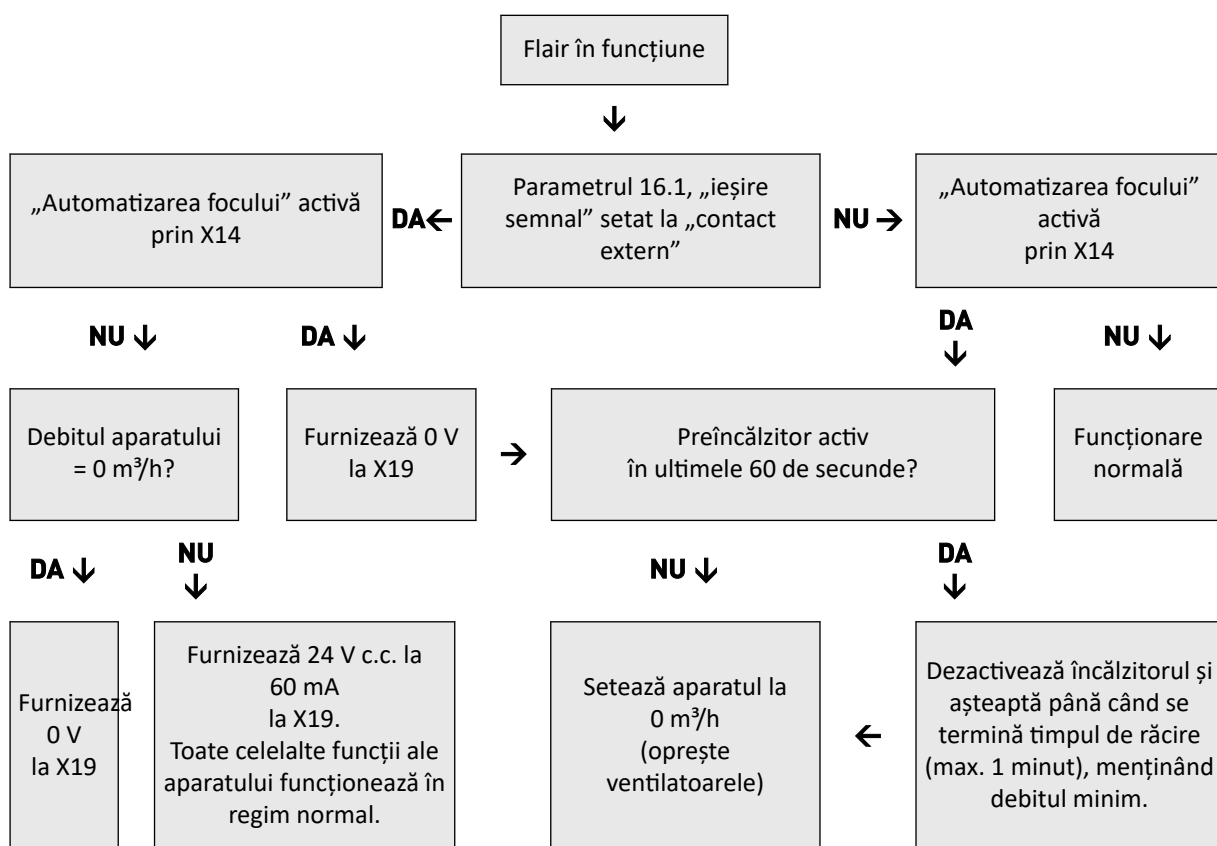 Flair în funcțiune
„Automatizarea focului” activă
prin X14
DA
Parametrul 16.1, „ieșire
semnal” setat la „contact
extern”
NU
„Automatizarea focului”
activă
prin X14
NU
DA
DA
NU
Debitul aparatului
= 0 m³/h?
Furnizează 0 V
la X19
Preîncălzitor activ
în ultimele 60 de secunde?
Funcționare
normală
DA
NU
NU
DA
Furnizează
0 V
la X19
Furnizează 24 V c.c. la
60 mA
la X19.
Toate celelalte funcții ale
aparatului funcționează în
regim normal.
Setează aparatul la
0 m³/h
(oprește
ventilatoarele)
Dezactivează încălzitorul și
așteaptă până când se
termină timpul de răcire
(max. 1 minut), menținând
debitul minim.